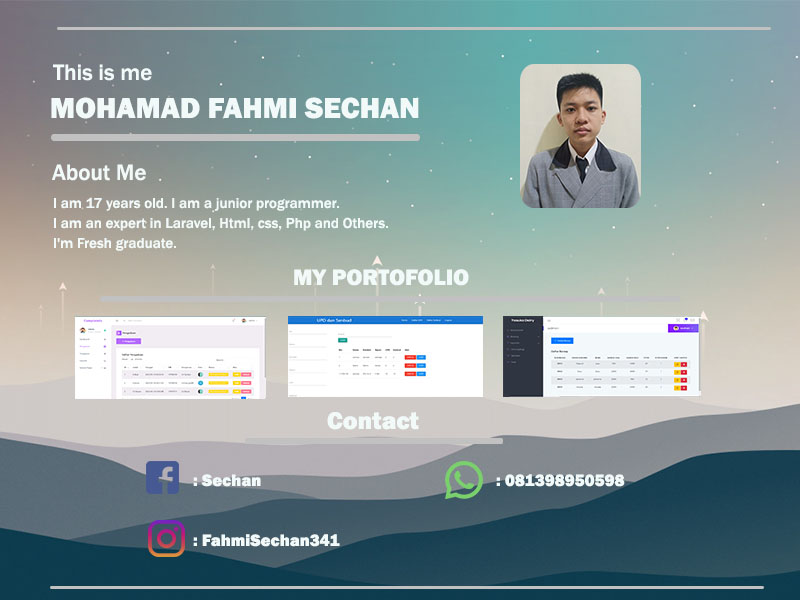 This is me
MOHAMAD FAHMI SECHAN
About Me
I am 17 years old. I am a junior programmer.
I am an expert in Laravel, Html, css, Php and Others.
I'm Fresh graduate.
MY PORTOFOLIO
Contact
: Sechan
: 081398950598
: FahmiSechan341